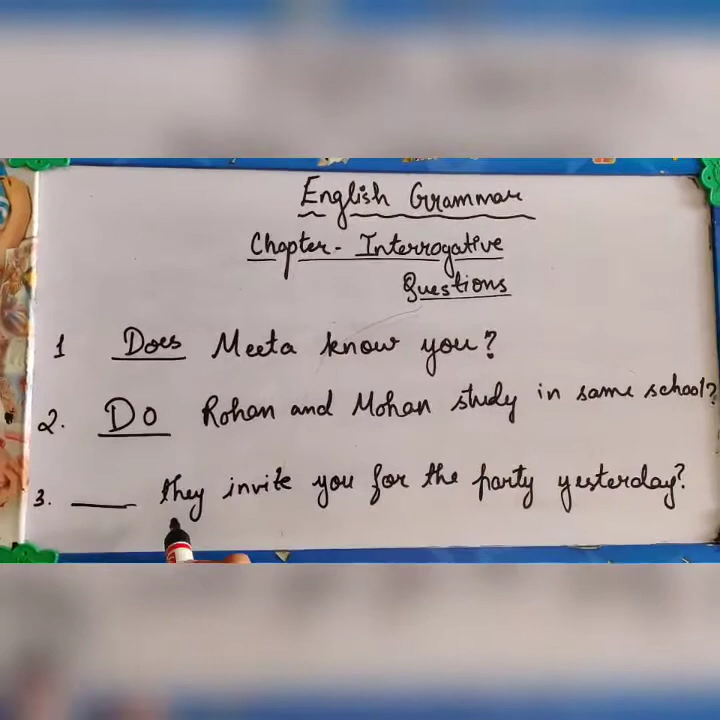 English Grammar
Chapter- Interrogative
Questions
1 Does Meeta know you?
2. Do Rohan and Mohan study in same school?
3. ___ they invite you for the party yesterday?